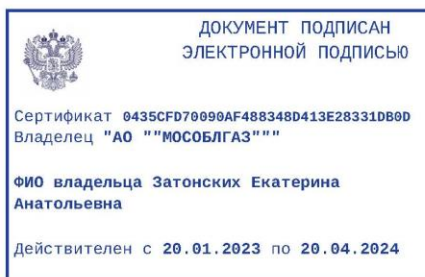 ДОКУМЕНТ ПОДПИСАН
ЭЛЕКТРОННОЙ ПОДПИСЬЮ
Сертификат 0435CFD70090AF488348D413E28331DB0D
Владелец "АО ""МОСОБЛГАЗ"""
ФИО владельца Затонских Екатерина
Анатольевна
Действителен с 20.01.2023 по 20.04.2024